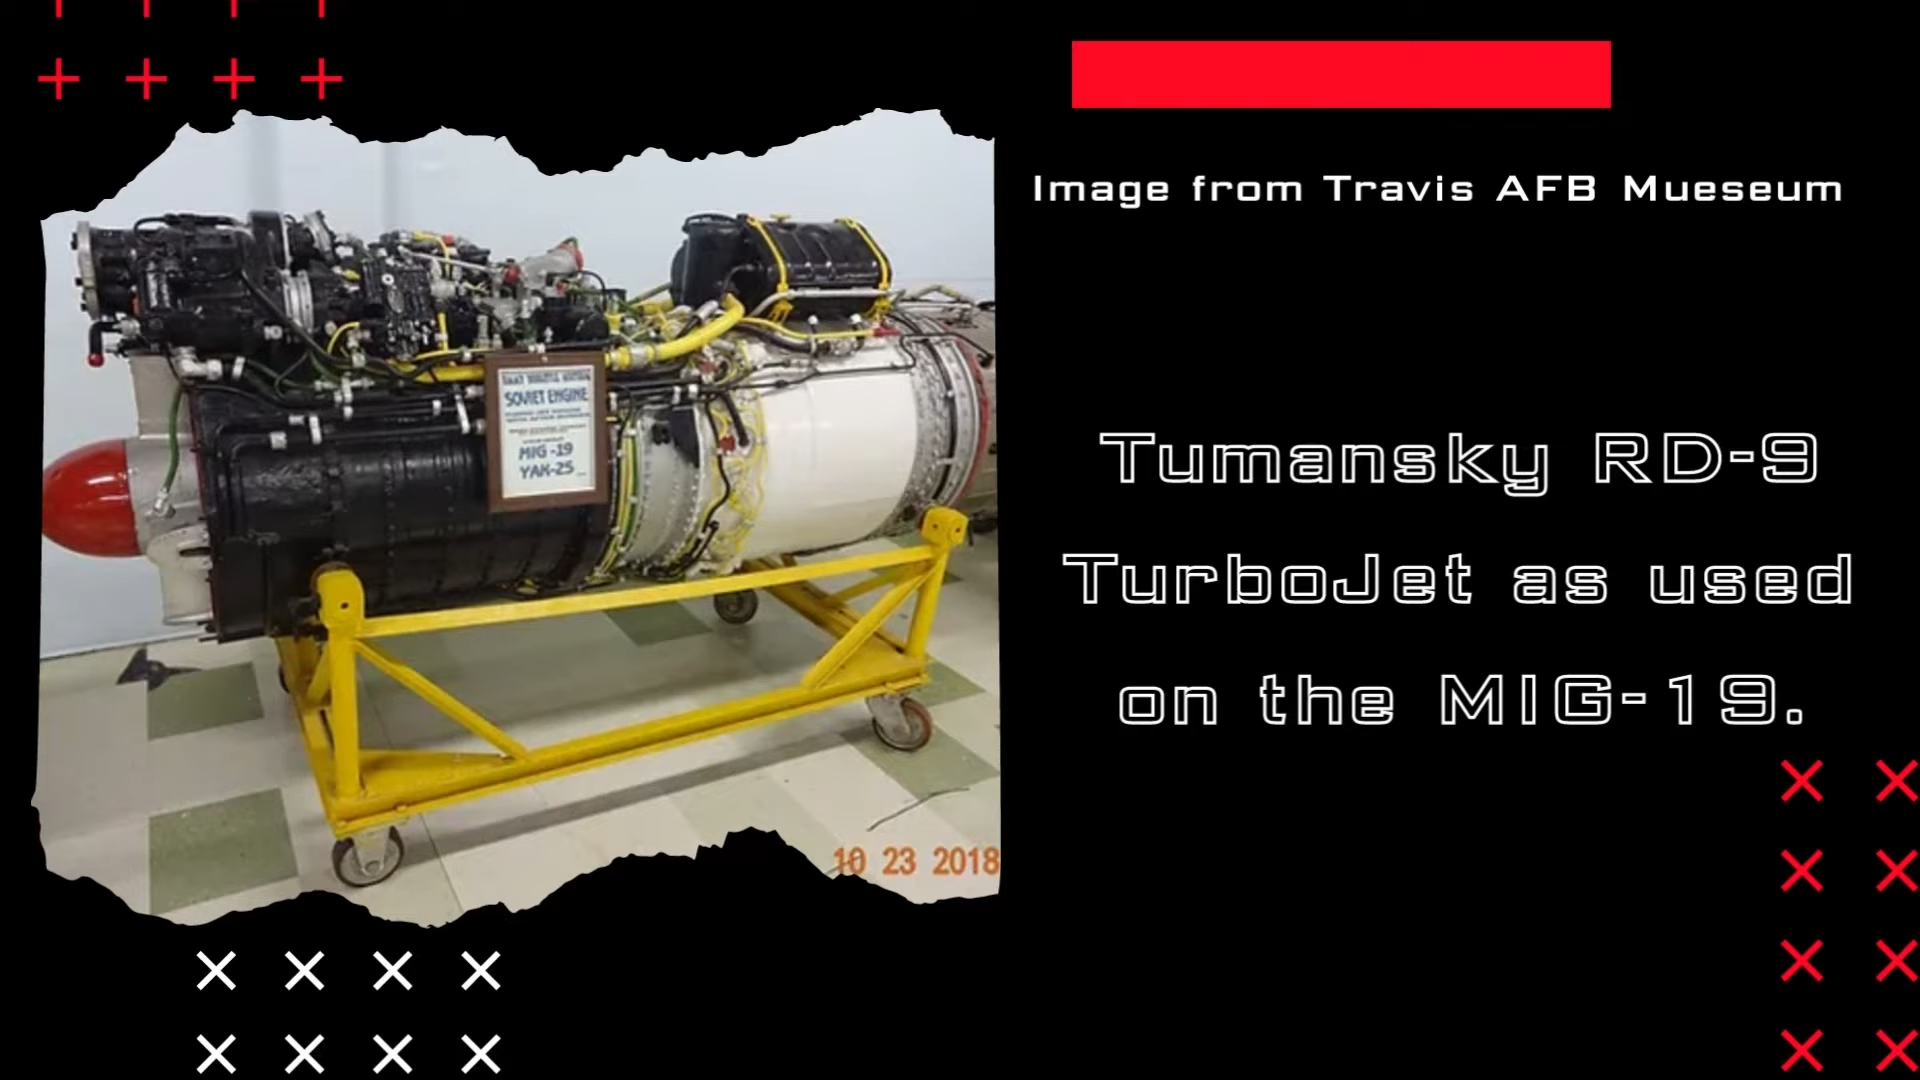 Image from Travis AFB Mueseum
SOVIET ENGINE
MIG-19
YAK-25
Tumansky RD-9
TurboJet as used
on the MIG-19.
10 23 2018